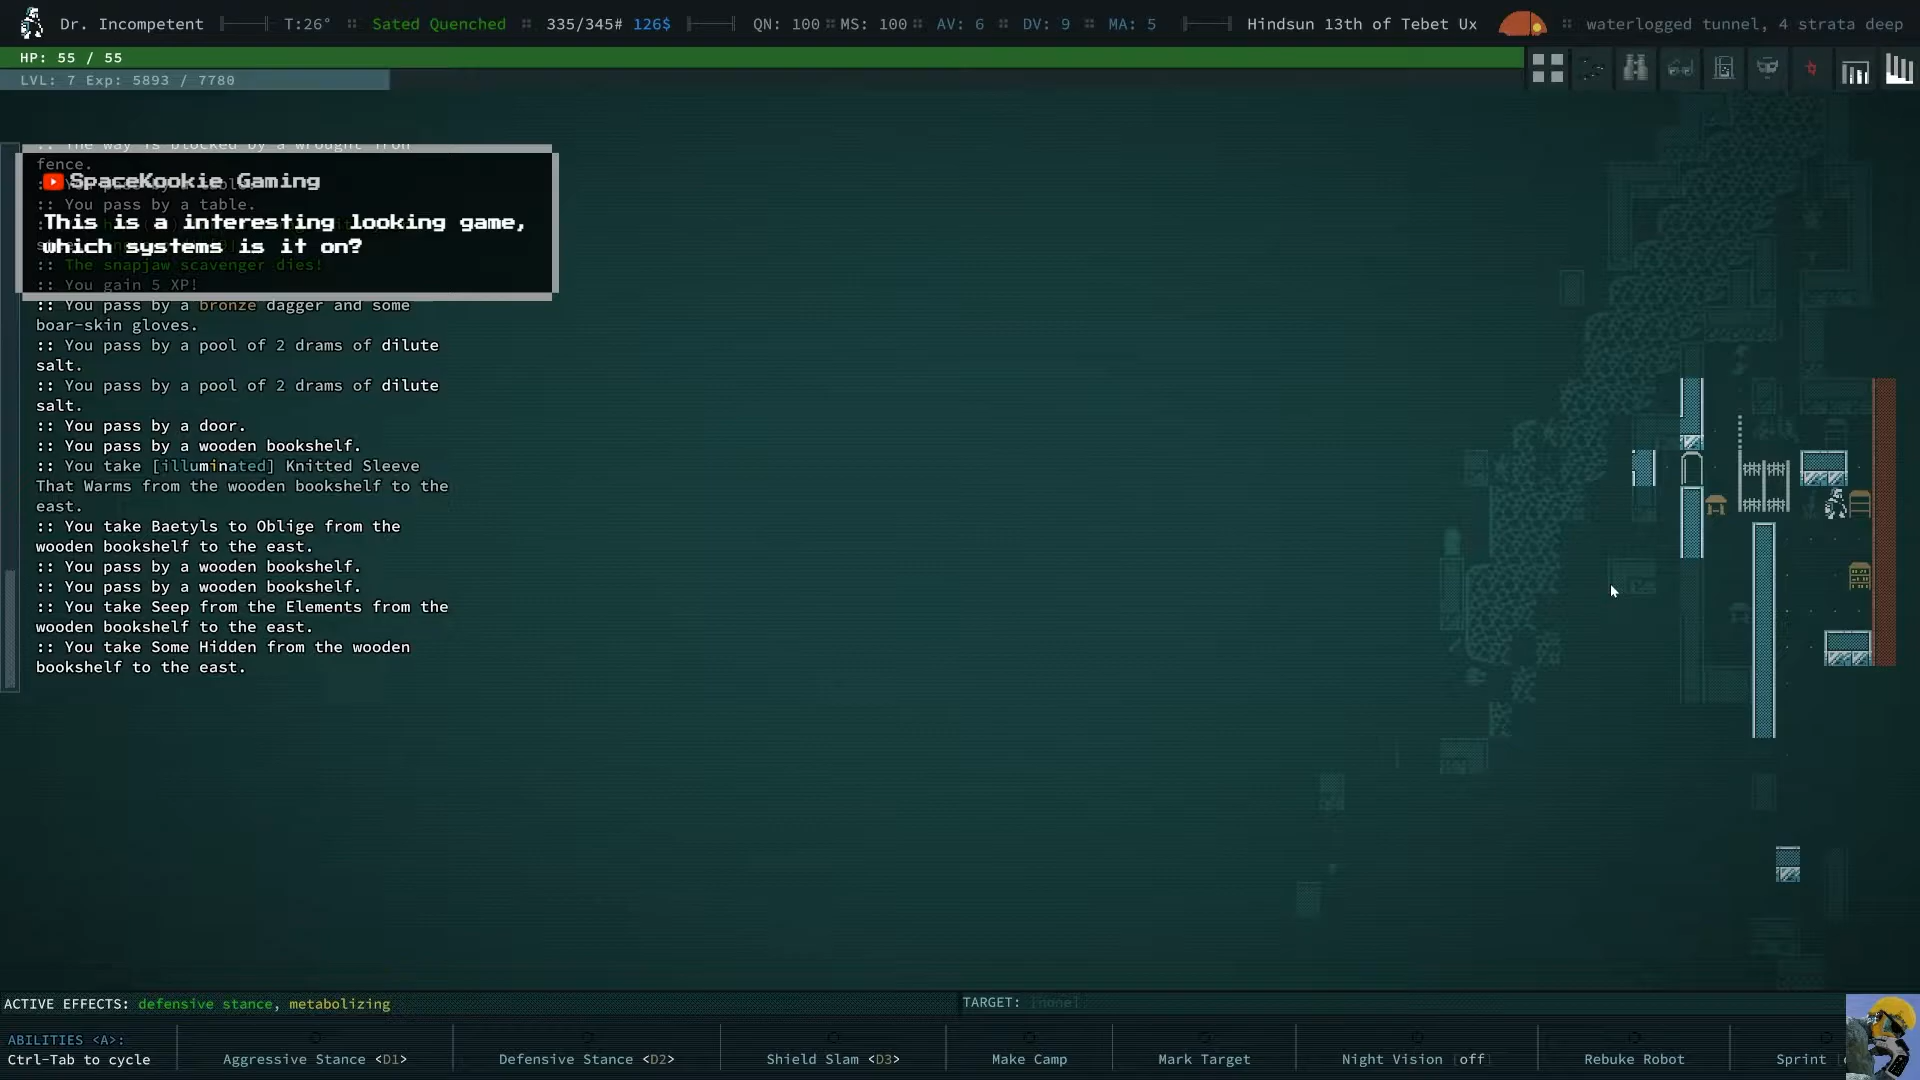 Dr. Incompetent T:26° :: Sated Quenched :: 335/345# 126$ QN: 100 :: MS: 100 :: AV: 6 :: DV: 9 :: MA: 5 Hindsun 13th of Tebet Ux :: waterlogged tunnel, 4 strata deep
HP: 55 / 55
LVL: 7 Exp: 5893 / 7780
:: The way is blocked by a wrought iron
fence.
SpaceKookie Gaming
:: You pass by a table.
This is a interesting looking game,
which systems is it on?
:: The snapjaw scavenger dies!
:: You gain 5 XP!
:: You pass by a bronze dagger and some
boar-skin gloves.
:: You pass by a pool of 2 drams of dilute
salt.
:: You pass by a pool of 2 drams of dilute
salt.
:: You pass by a door.
:: You pass by a wooden bookshelf.
:: You take [illuminated] Knitted Sleeve
That Warms from the wooden bookshelf to the
east.
:: You take Baetyls to Oblige from the
wooden bookshelf to the east.
:: You pass by a wooden bookshelf.
:: You pass by a wooden bookshelf.
:: You take Seep from the Elements from the
wooden bookshelf to the east.
:: You take Some Hidden from the wooden
bookshelf to the east.
ACTIVE EFFECTS: defensive stance, metabolizing
TARGET: [none]
ABILITIES <A>:
Ctrl-Tab to cycle
Aggressive Stance <D1>
Defensive Stance <D2>
Shield Slam <D3>
Make Camp
Mark Target
Night Vision [off]
Rebuke Robot
Sprint